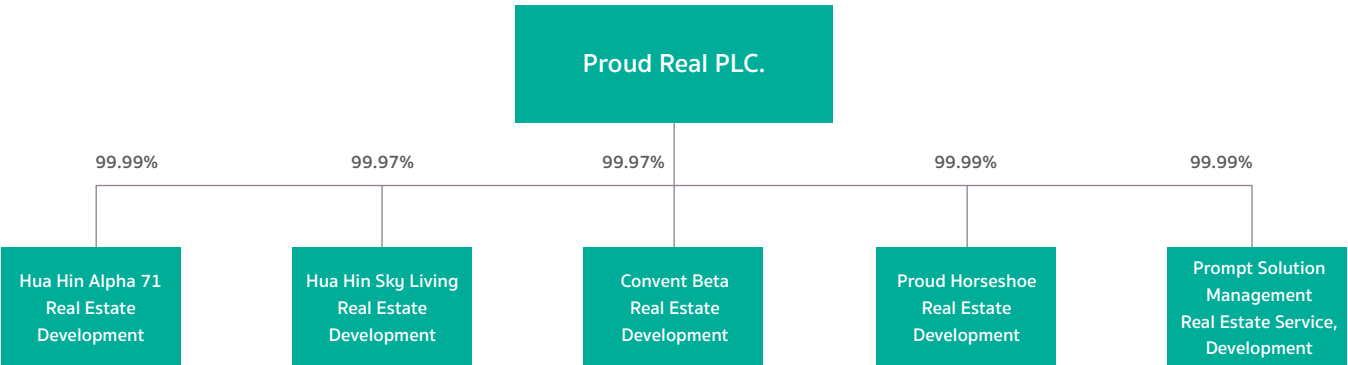 Proud Real PLC.
99.99%
99.97%
99.97%
99.99%
99.99%
Hua Hin Alpha 71
Real Estate
Development
Hua Hin Sky Living
Real Estate
Development
Convent Beta
Real Estate
Development
Proud Horseshoe
Real Estate
Development
Prompt Solution
Management
Real Estate Service,
Development